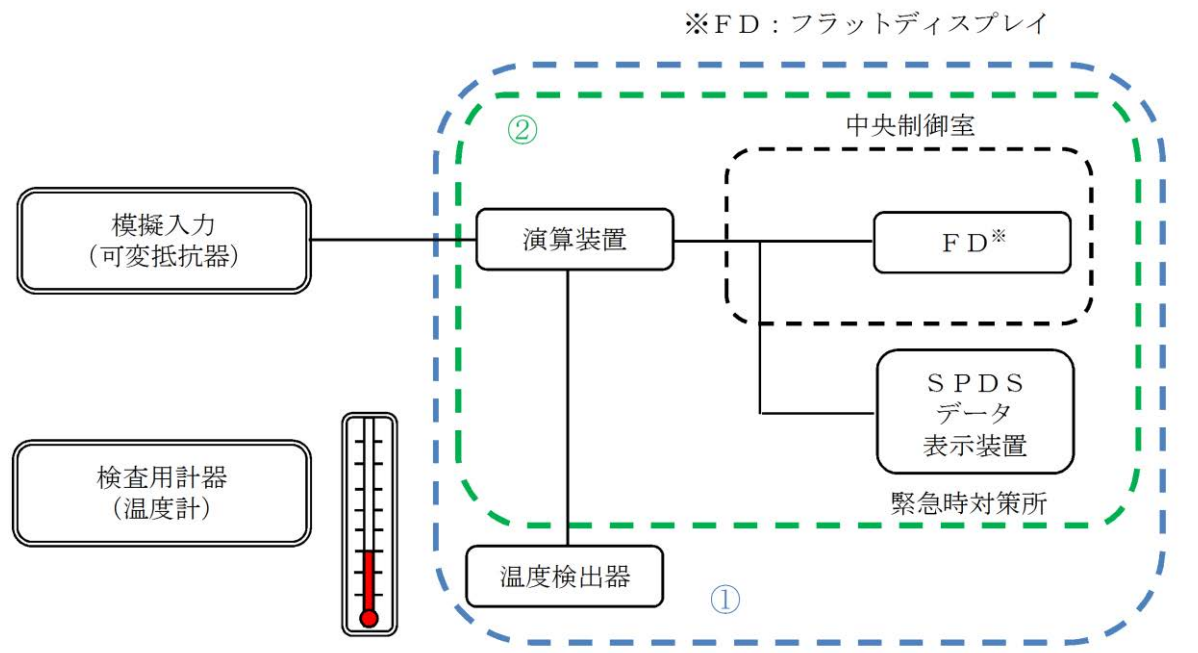 ※ＦＤ：フラットディスプレイ
②
中央制御室
模擬入力
（可変抵抗器）
演算装置
ＦＤ※
ＳＰＤＳ
データ
表示装置
検査用計器
（温度計）
緊急時対策所
温度検出器
①